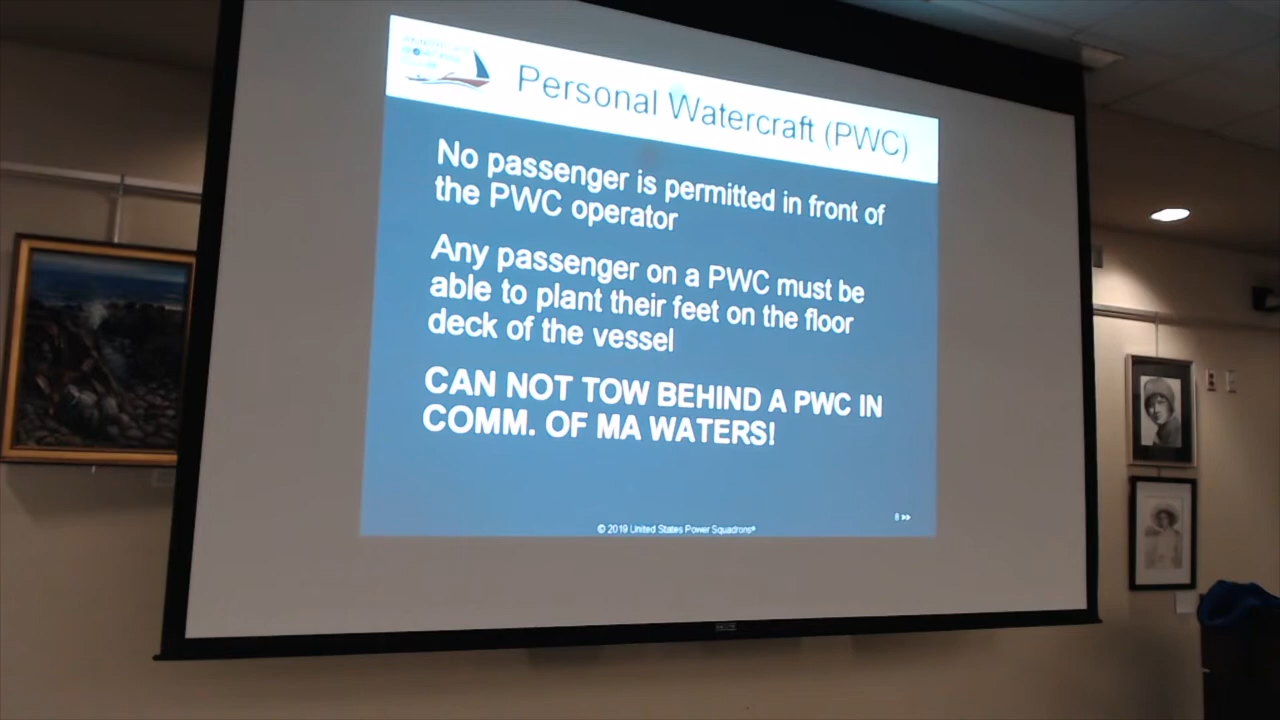 Personal Watercraft (PWC)
No passenger is permitted in front of
the PWC operator
Any passenger on a PWC must be
able to plant their feet on the floor
deck of the vessel
CAN NOT TOW BEHIND A PWC IN
COMM. OF MA WATERS!
8
© 2019 United States Power Squadrons®